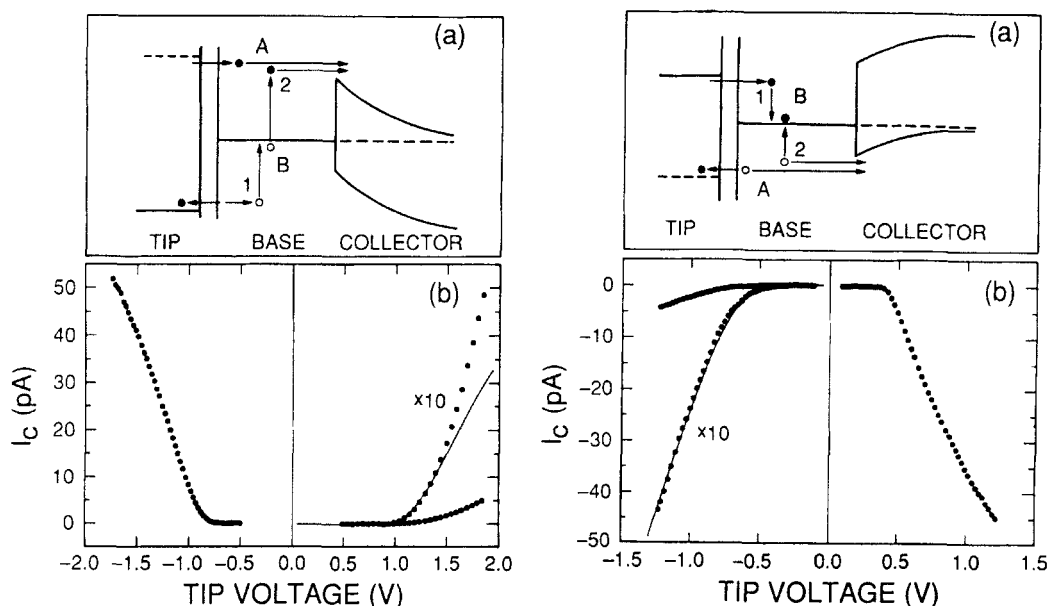 (a)
A
2
B
1
TIP BASE COLLECTOR
(b)
50
40
30
20
10
0
I_C (pA)
×10
−2.0 −1.5 −1.0 −0.5 0.0 0.5 1.0 1.5 2.0
TIP VOLTAGE (V)
(a)
1
B
2
A
TIP BASE COLLECTOR
(b)
0
−10
−20
−30
−40
−50
I_C (pA)
×10
−1.5 −1.0 −0.5 0.0 0.5 1.0 1.5
TIP VOLTAGE (V)